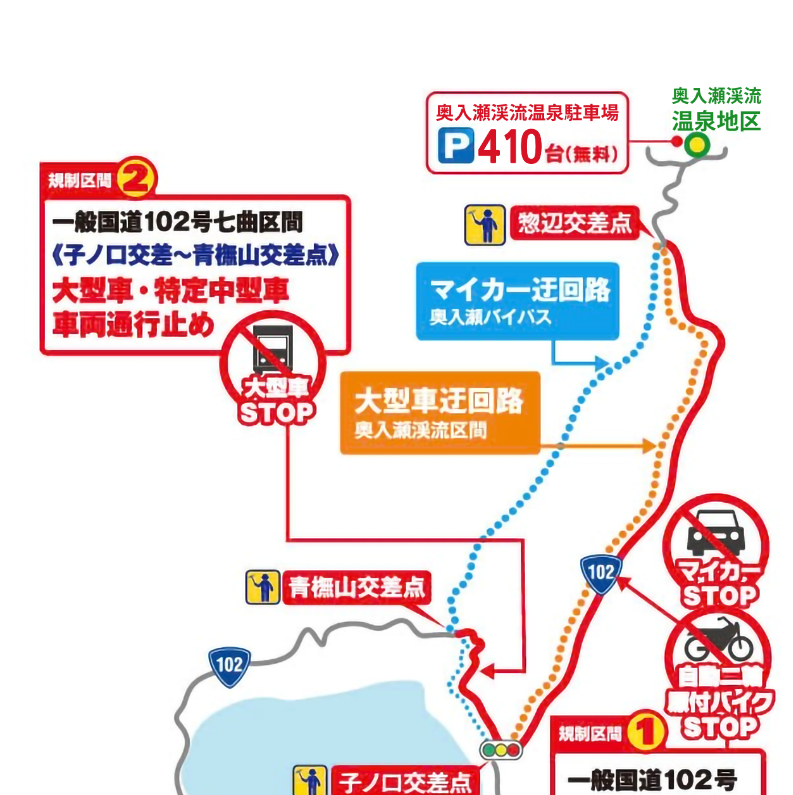 奥入瀬渓流
温泉地区
奥入瀬渓流温泉駐車場
P410台(無料)
規制区間2
一般国道102号七曲区間
《子ノ口交差~青橅山交差点》
大型車・特定中型車
車両通行止め
大型車
STOP
惣辺交差点
マイカー迂回路
奥入瀬バイパス
大型車迂回路
奥入瀬渓流区間
102
マイカー
STOP
自動二輪
原付バイク
STOP
青橅山交差点
102
規制区間1
一般国道102号
子ノ口交差点